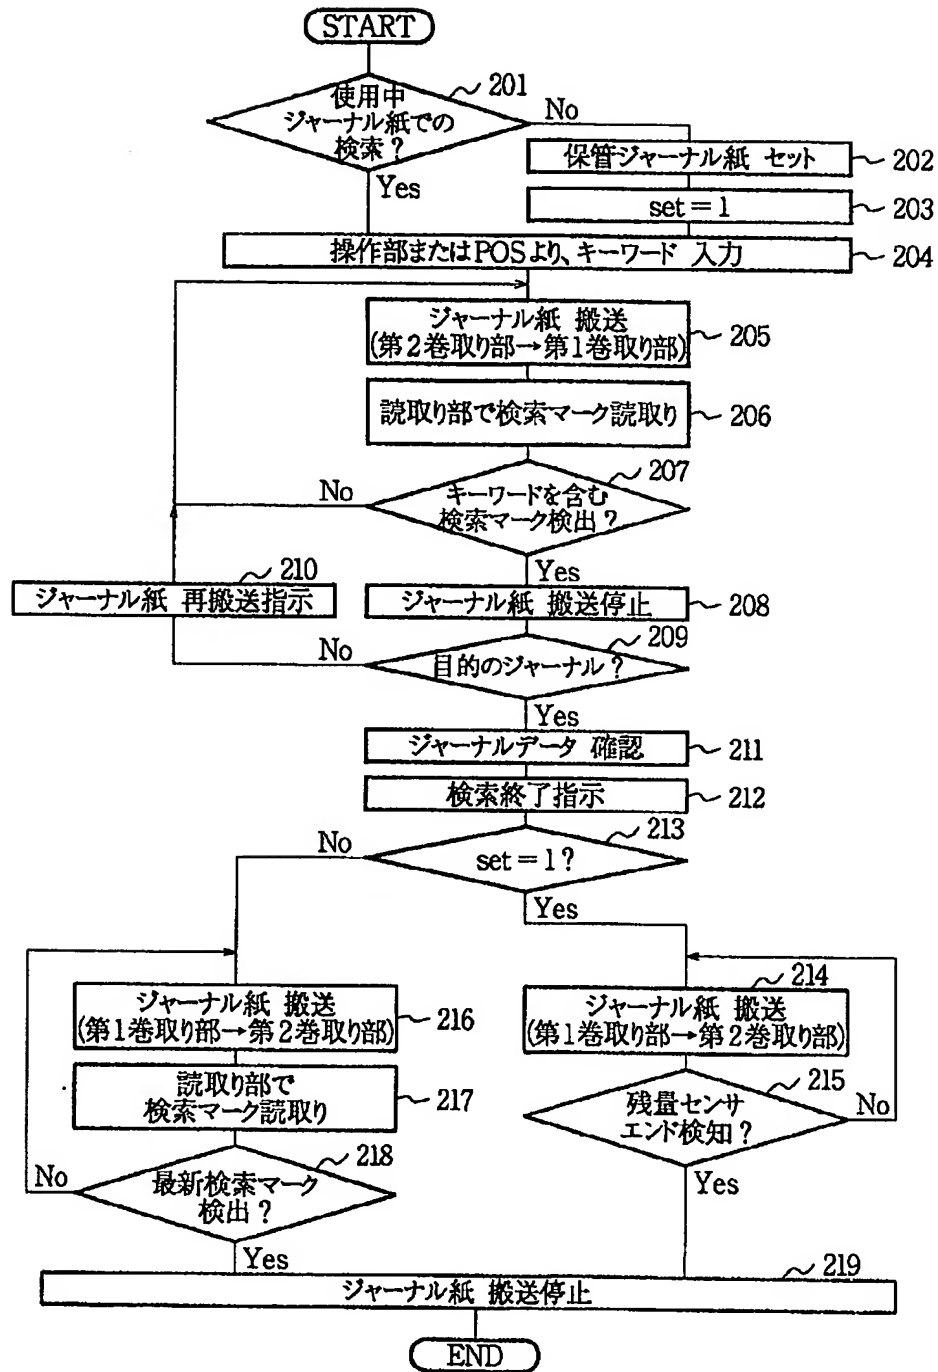 START
使用中
ジャーナル紙での
検索？
201
No
Yes
保管ジャーナル紙 セット
202
set＝1
203
操作部またはPOSより、キーワード 入力
204
ジャーナル紙 搬送
(第2巻取り部→第1巻取り部)
205
読取り部で検索マーク読取り
206
207
No
キーワードを含む
検索マーク検出？
Yes
210
ジャーナル紙 再搬送指示
ジャーナル紙 搬送停止
208
209
No
目的のジャーナル？
Yes
ジャーナルデータ 確認
211
検索終了指示
212
213
No
set＝1？
Yes
ジャーナル紙 搬送
(第1巻取り部→第2巻取り部)
216
読取り部で
検索マーク読取り
217
218
No
最新検索マーク
検出？
Yes
214
ジャーナル紙 搬送
(第1巻取り部→第2巻取り部)
215
残量センサ
エンド検知？
No
Yes
219
ジャーナル紙 搬送停止
END